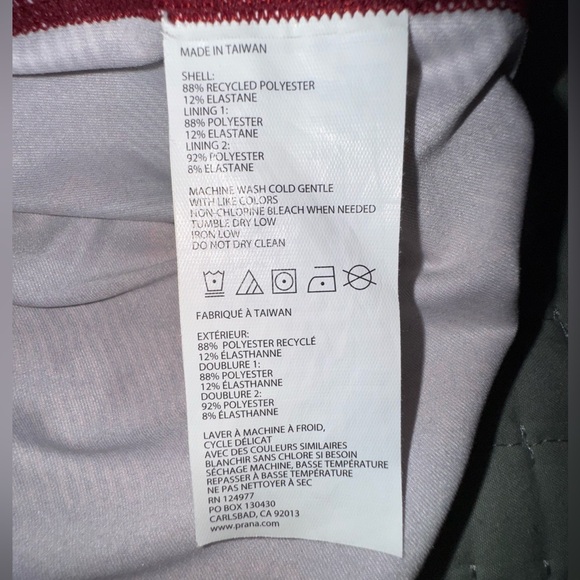 MADE IN TAIWAN
SHELL:
88% RECYCLED POLYESTER
12% ELASTANE
LINING 1:
88% POLYESTER
12% ELASTANE
LINING 2:
92% POLYESTER
8% ELASTANE
MACHINE WASH COLD GENTLE
WITH LIKE COLORS
NON-CHLORINE BLEACH WHEN NEEDED
TUMBLE DRY LOW
IRON LOW
DO NOT DRY CLEAN
FABRIQUÉ À TAIWAN
EXTÉRIEUR:
88% POLYESTER RECYCLÉ
12% ÉLASTHANNE
DOUBLURE 1:
88% POLYESTER
12% ÉLASTHANNE
DOUBLURE 2:
92% POLYESTER
8% ÉLASTHANNE
LAVER À MACHINE À FROID,
CYCLE DÉLICAT
AVEC DES COULEURS SIMILAIRES
BLANCHIR SANS CHLORE SI BESOIN
SÉCHAGE MACHINE, BASSE TEMPÉRATURE
REPASSER À BASSE TEMPÉRATURE
NE PAS NETTOYER À SEC
RN 124977
PO BOX 130430
CARLSBAD, CA 92013
www.prana.com